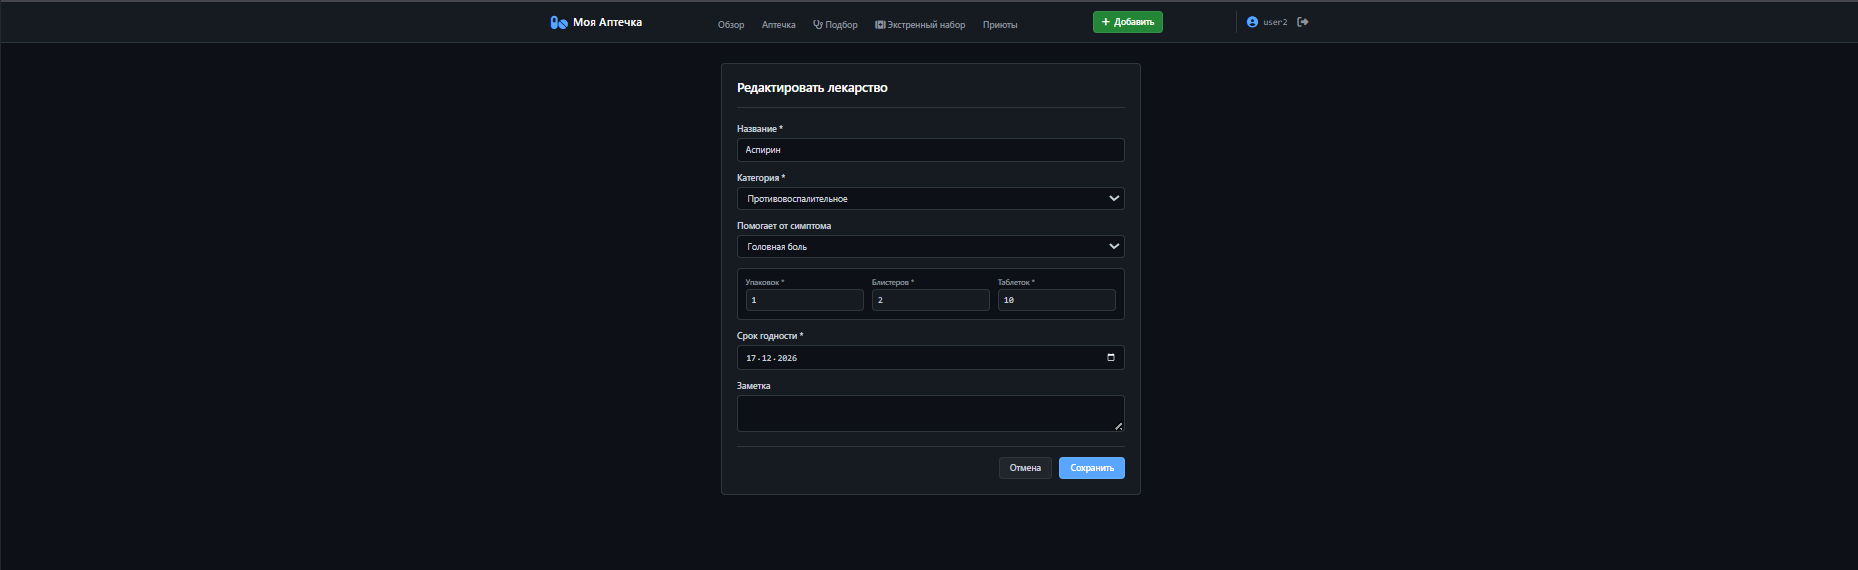 Моя Аптечка
Обзор Аптечка Подбор Экстренный набор Приюты
Добавить
user2
Редактировать лекарство
Название *
Аспирин
Категория *
Противовоспалительное
Помогает от симптома
Головная боль
Упаковок * Блистеров * Таблеток *
1 2 10
Срок годности *
17.12.2026
Заметка
Отмена Сохранить